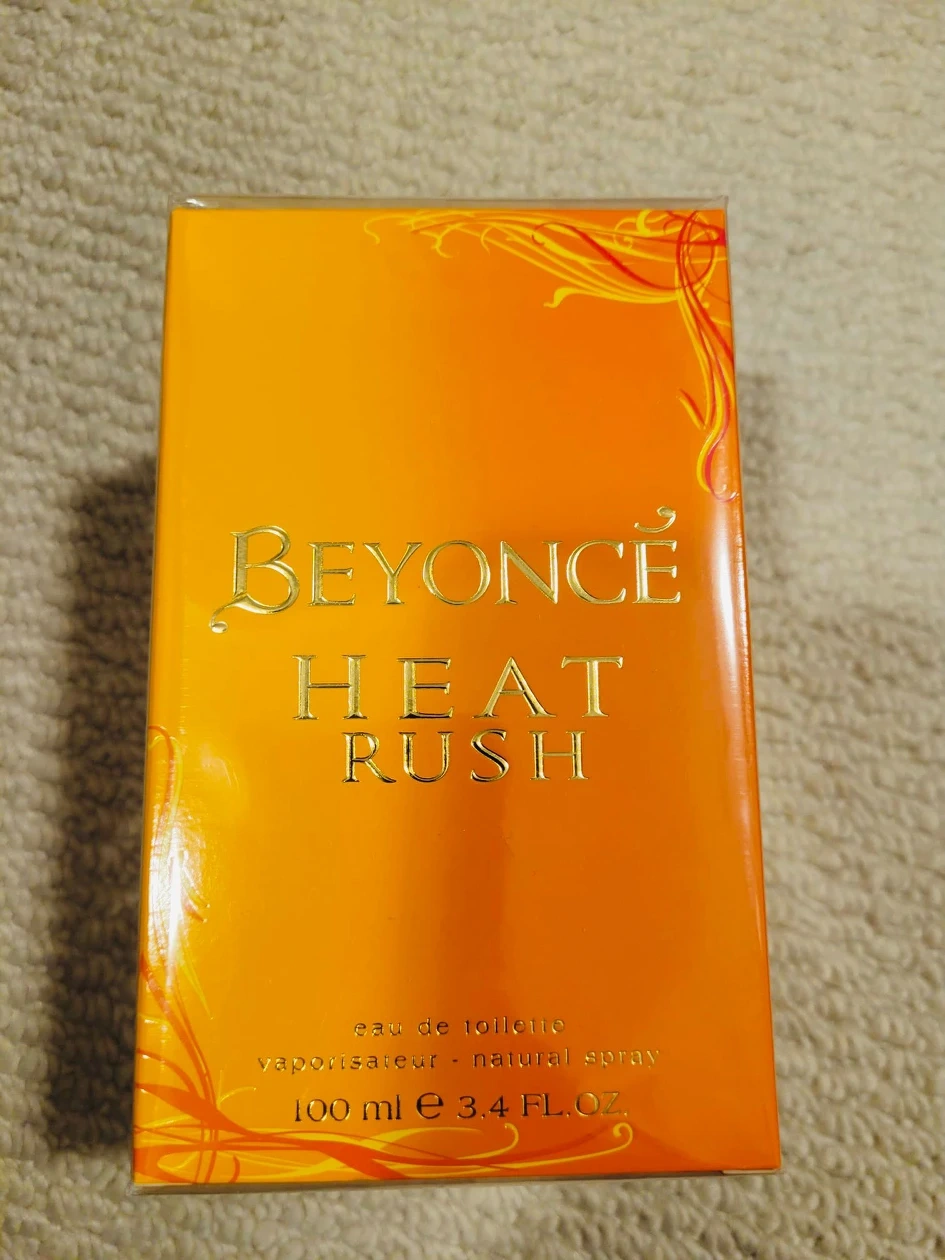 BEYONCÉ
HEAT
RUSH
eau de toilette
vaporisateur - natural spray
100 ml e 3.4 FL.OZ.